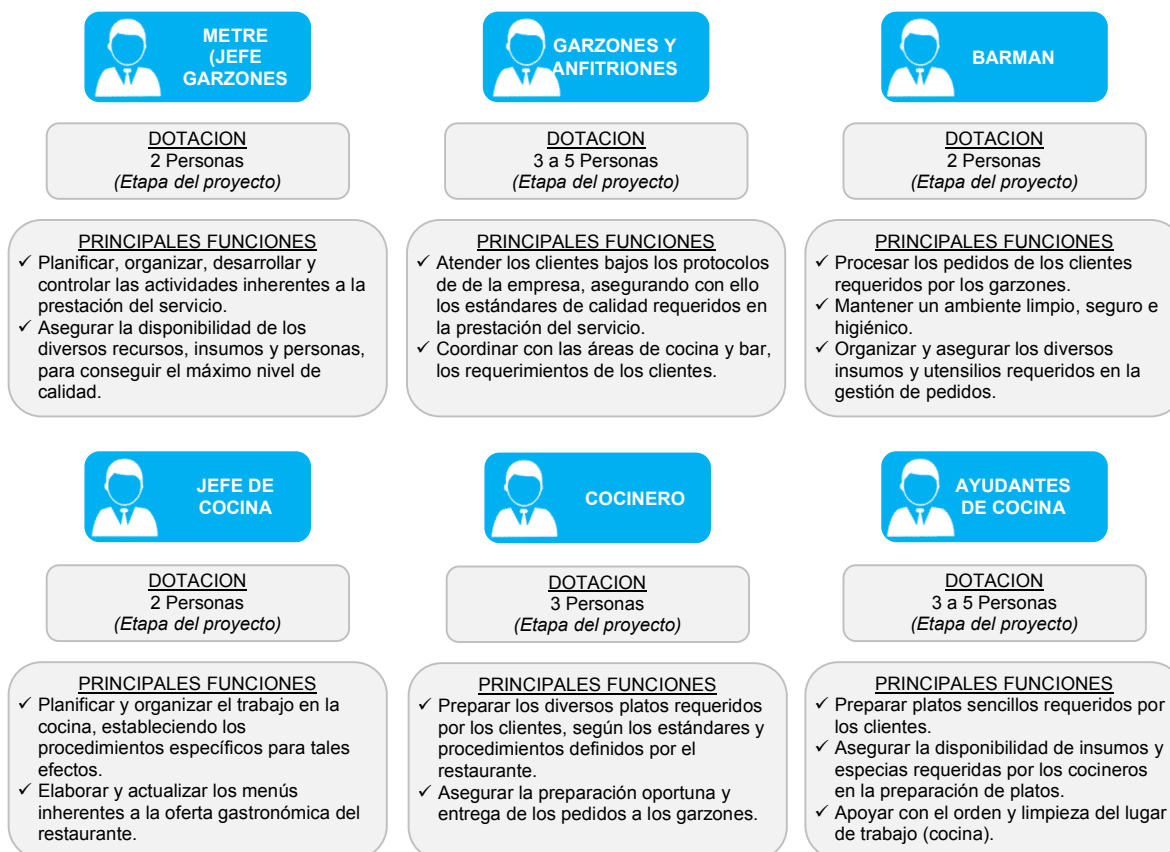 METRE
(JEFE
GARZONES
DOTACION
2 Personas
(Etapa del proyecto)
PRINCIPALES FUNCIONES
✓ Planificar, organizar, desarrollar y
controlar las actividades inherentes a la
prestación del servicio.
✓ Asegurar la disponibilidad de los
diversos recursos, insumos y personas,
para conseguir el máximo nivel de
calidad.
GARZONES Y
ANFITRIONES
DOTACION
3 a 5 Personas
(Etapa del proyecto)
PRINCIPALES FUNCIONES
✓ Atender los clientes bajos los protocolos
de de la empresa, asegurando con ello
los estándares de calidad requeridos en
la prestación del servicio.
✓ Coordinar con las áreas de cocina y bar,
los requerimientos de los clientes.
BARMAN
DOTACION
2 Personas
(Etapa del proyecto)
PRINCIPALES FUNCIONES
✓ Procesar los pedidos de los clientes
requeridos por los garzones.
✓ Mantener un ambiente limpio, seguro e
higiénico.
✓ Organizar y asegurar los diversos
insumos y utensilios requeridos en la
gestión de pedidos.
JEFE DE
COCINA
DOTACION
2 Personas
(Etapa del proyecto)
PRINCIPALES FUNCIONES
✓ Planificar y organizar el trabajo en la
cocina, estableciendo los
procedimientos específicos para tales
efectos.
✓ Elaborar y actualizar los menús
inherentes a la oferta gastronómica del
restaurante.
COCINERO
DOTACION
3 Personas
(Etapa del proyecto)
PRINCIPALES FUNCIONES
✓ Preparar los diversos platos requeridos
por los clientes, según los estándares y
procedimientos definidos por el
restaurante.
✓ Asegurar la preparación oportuna y
entrega de los pedidos a los garzones.
AYUDANTES
DE COCINA
DOTACION
3 a 5 Personas
(Etapa del proyecto)
PRINCIPALES FUNCIONES
✓ Preparar platos sencillos requeridos por
los clientes.
✓ Asegurar la disponibilidad de insumos y
especias requeridas por los cocineros
en la preparación de platos.
✓ Apoyar con el orden y limpieza del lugar
de trabajo (cocina).